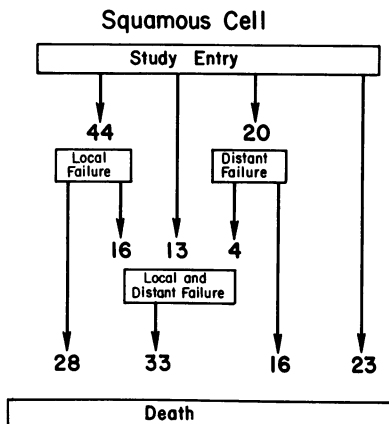 Squamous Cell
Study Entry
44 20
Local
Failure
Distant
Failure
16 13 4
Local and
Distant Failure
28 33 16 23
Death